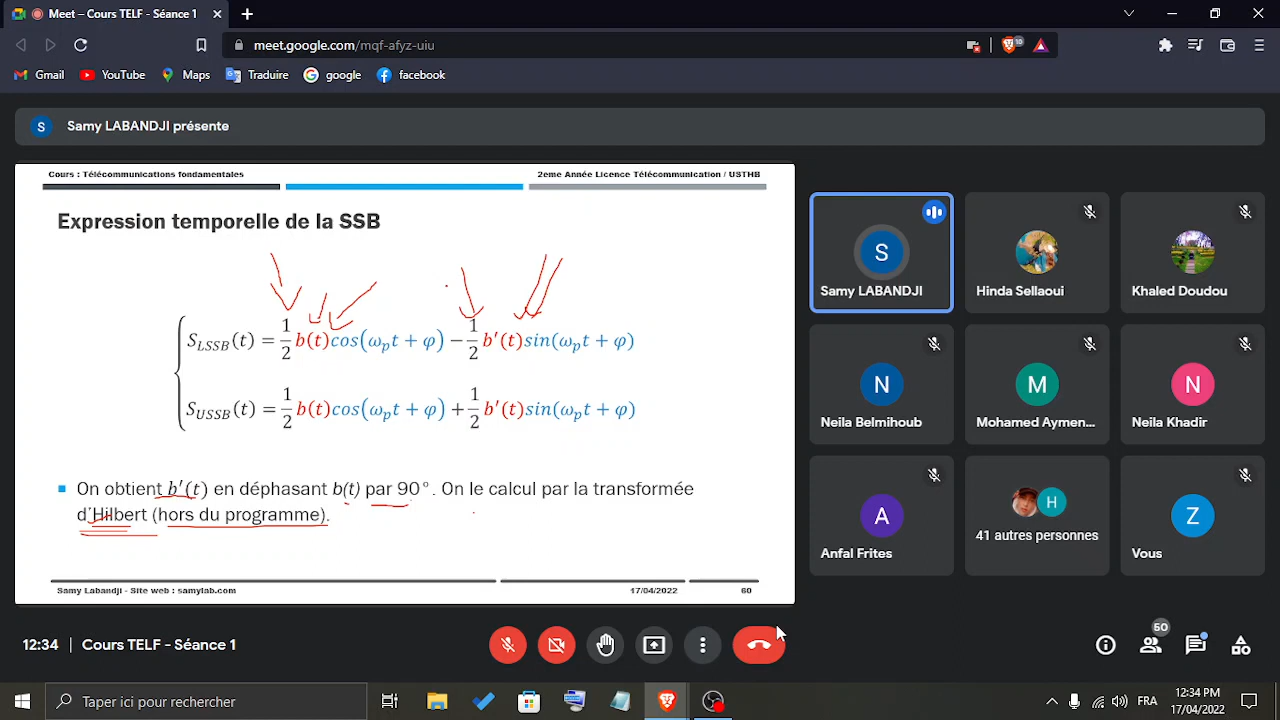 Meet – Cours TELF - Séance 1
meet.google.com/mqf-afyz-uiu
10
Gmail
YouTube
Maps
Traduire
google
facebook
S
Samy LABANDJI présente
Cours : Télécommunications fondamentales
2eme Année Licence Télécommunication / USTHB
Expression temporelle de la SSB
S_LSSB(t) = 1/2 b(t)cos(ω_p t + φ) − 1/2 b′(t)sin(ω_p t + φ)
S_USSB(t) = 1/2 b(t)cos(ω_p t + φ) + 1/2 b′(t)sin(ω_p t + φ)
On obtient b′(t) en déphasant b(t) par 90°. On le calcul par la transformée
d'Hilbert (hors du programme).
Samy Labandji - Site web : samylab.com
17/04/2022
60
S
Samy LABANDJI
Hinda Sellaoui
Khaled Doudou
N
Neila Belmihoub
M
Mohamed Aymen...
N
Neila Khadir
A
Anfal Frites
H
41 autres personnes
Z
Vous
12:34 | Cours TELF - Séance 1
50
Taper ici pour rechercher
FRA
12:34 PM
17/04/2022